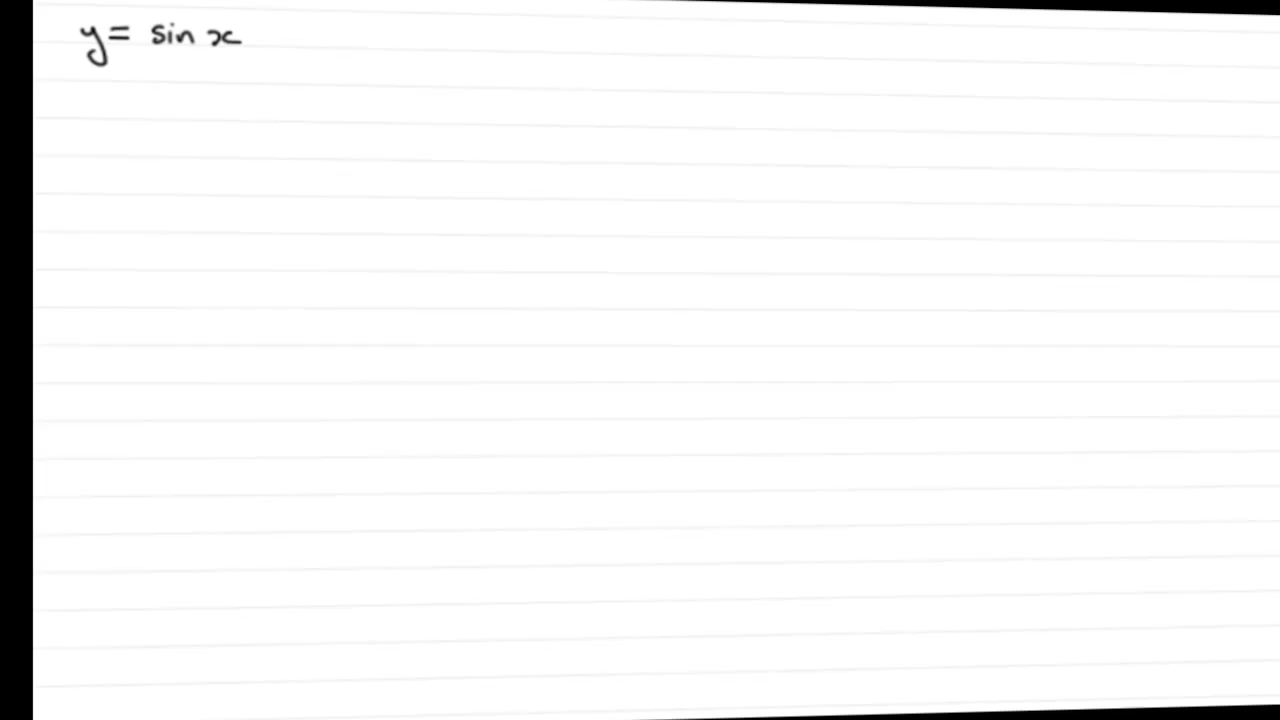 y = sin x